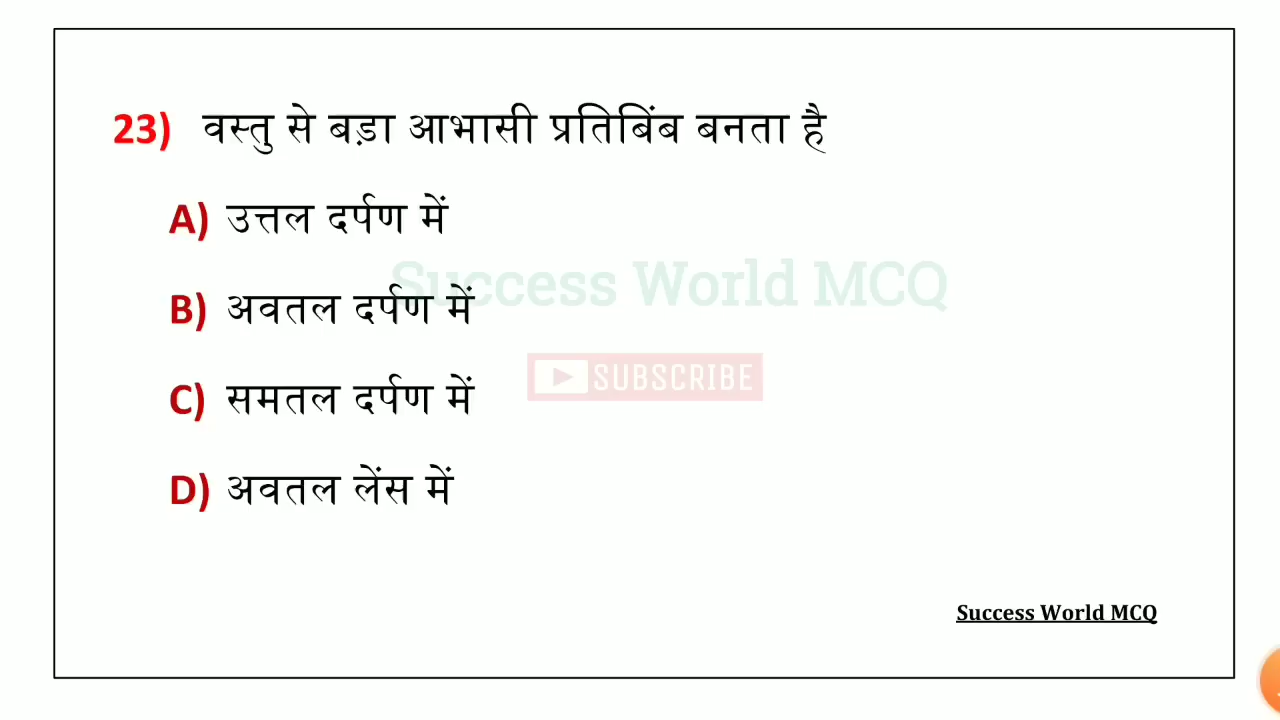 23) वस्तु से बड़ा आभासी प्रतिबिंब बनता है
A) उत्तल दर्पण में
Success World MCQ
B) अवतल दर्पण में
SUBSCRIBE
C) समतल दर्पण में
D) अवतल लेंस में
Success World MCQ